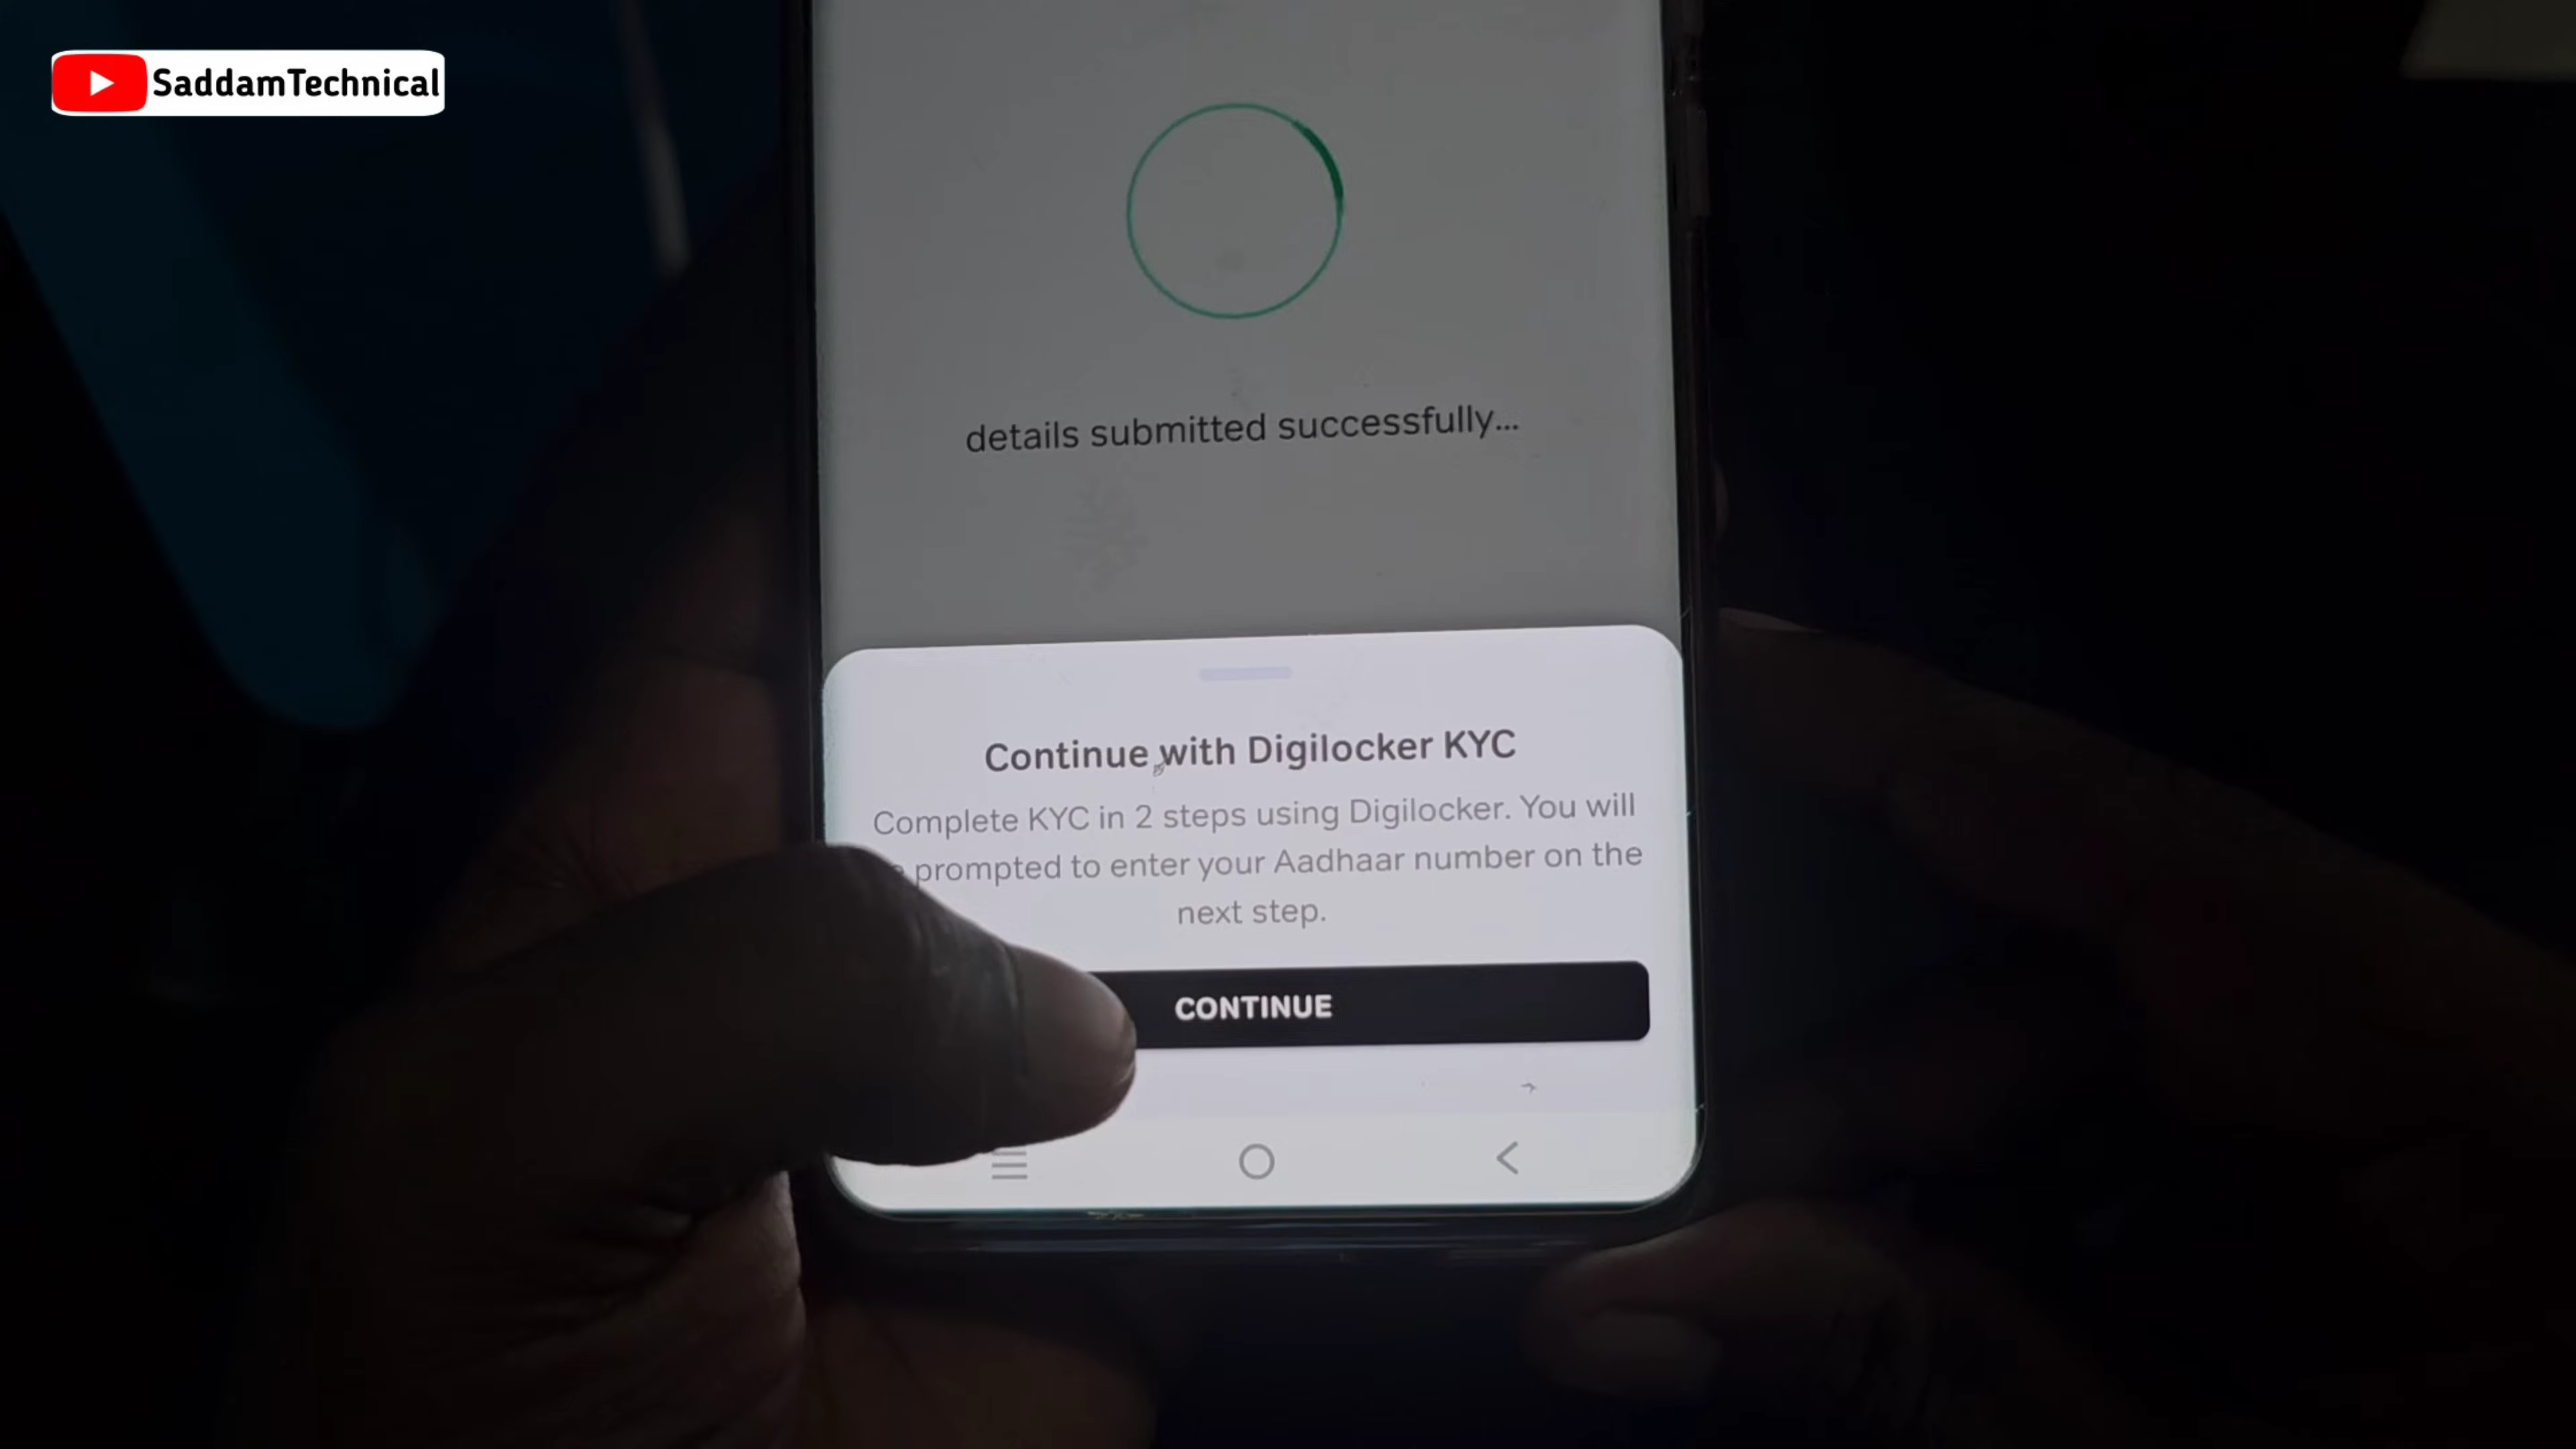 SaddamTechnical
details submitted successfully...
Continue with Digilocker KYC
Complete KYC in 2 steps using Digilocker. You will
prompted to enter your Aadhaar number on the
next step.
CONTINUE